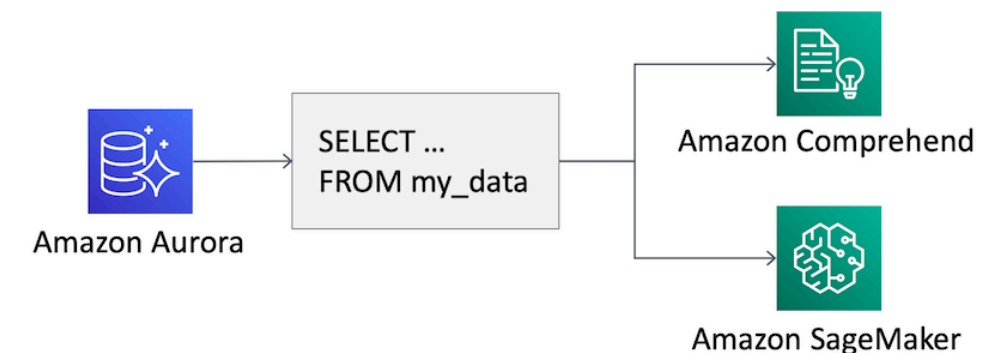 Amazon Aurora
SELECT ...
FROM my_data
Amazon Comprehend
Amazon SageMaker